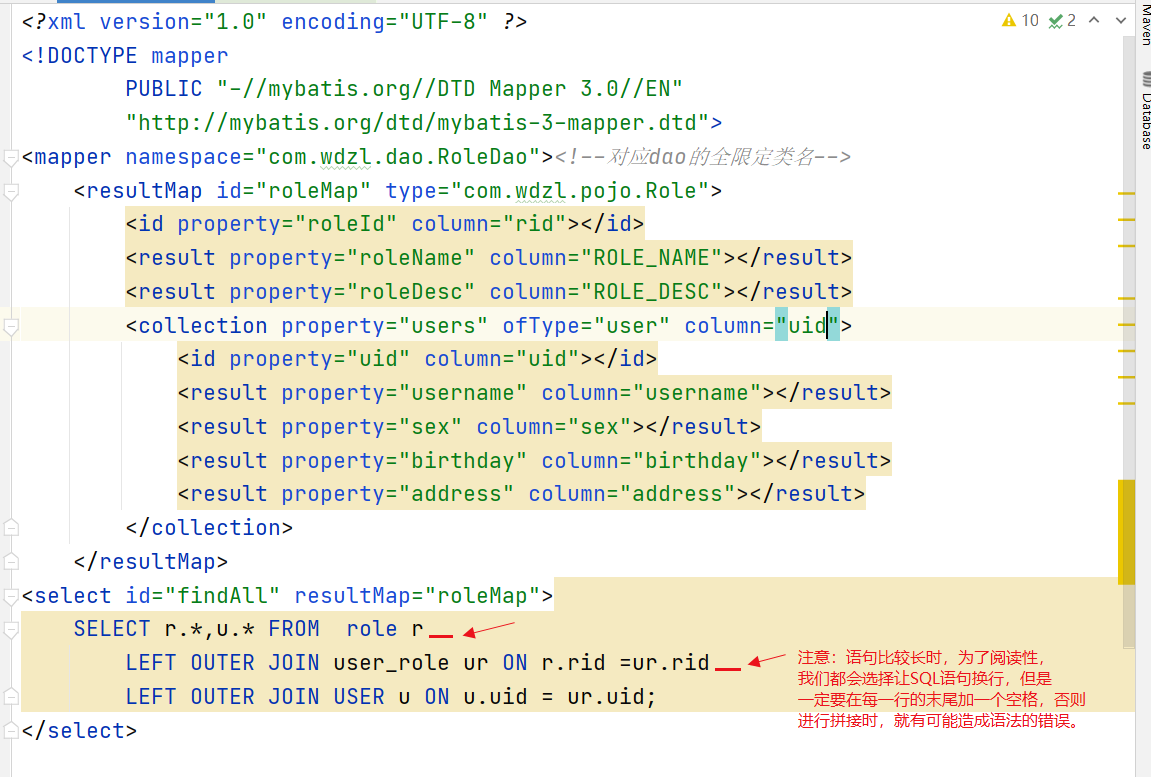 <?xml version="1.0" encoding="UTF-8" ?>
10 2
<!DOCTYPE mapper
PUBLIC "-//mybatis.org//DTD Mapper 3.0//EN"
"http://mybatis.org/dtd/mybatis-3-mapper.dtd">
<mapper namespace="com.wdzl.dao.RoleDao"><!--对应dao的全限定类名-->
<resultMap id="roleMap" type="com.wdzl.pojo.Role">
<id property="roleId" column="rid"></id>
<result property="roleName" column="ROLE_NAME"></result>
<result property="roleDesc" column="ROLE_DESC"></result>
<collection property="users" ofType="user" column="uid">
<id property="uid" column="uid"></id>
<result property="username" column="username"></result>
<result property="sex" column="sex"></result>
<result property="birthday" column="birthday"></result>
<result property="address" column="address"></result>
</collection>
</resultMap>
<select id="findAll" resultMap="roleMap">
SELECT r.*,u.* FROM  role r
LEFT OUTER JOIN user_role ur ON r.rid =ur.rid
LEFT OUTER JOIN USER u ON u.uid = ur.uid;
</select>
注意：语句比较长时，为了阅读性，
我们都会选择让SQL语句换行，但是
一定要在每一行的末尾加一个空格，否则
进行拼接时，就有可能造成语法的错误。
Maven
Database